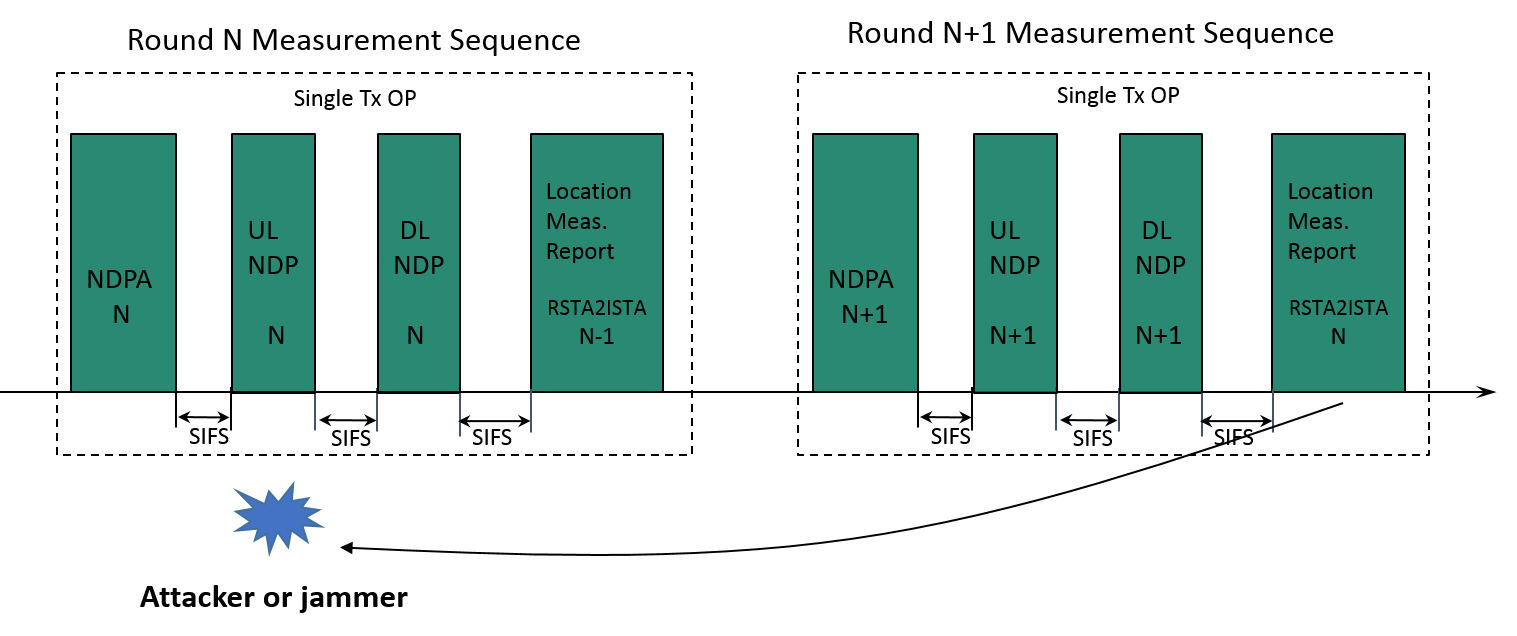 Round N Measurement Sequence
Single Tx OP
NDPA
N
UL
NDP
N
DL
NDP
N
Location
Meas.
Report
RSTA2ISTA
N-1
SIFS
SIFS
SIFS
Round N+1 Measurement Sequence
Single Tx OP
NDPA
N+1
UL
NDP
N+1
DL
NDP
N+1
Location
Meas.
Report
RSTA2ISTA
N
SIFS
SIFS
SIFS
Attacker or jammer